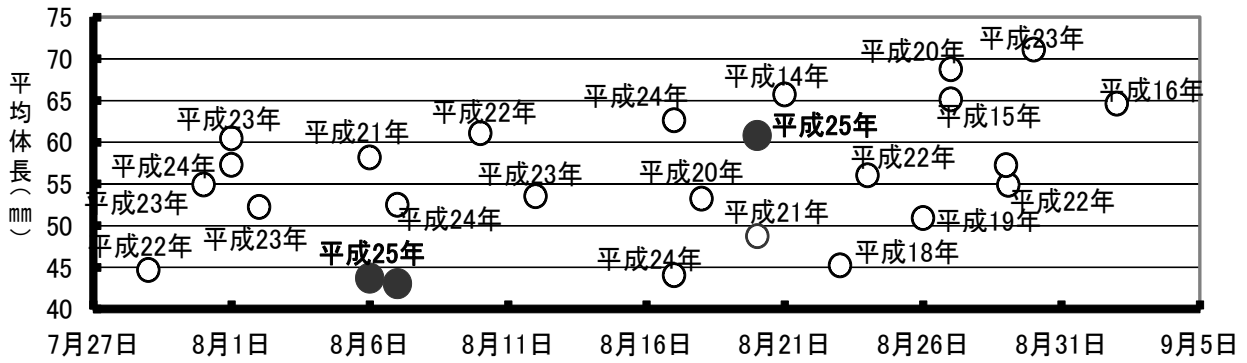 75
70
65
60
55
50
45
40
平均体長(㎜)
平成23年
平成20年
平成14年
平成16年
平成24年
平成22年
平成15年
平成23年
平成21年
平成25年
平成24年
平成23年
平成20年
平成22年
平成23年
平成24年
平成22年
平成23年
平成21年
平成19年
平成22年
平成25年
平成24年
平成18年
7月27日
8月1日
8月6日
8月11日
8月16日
8月21日
8月26日
8月31日
9月5日